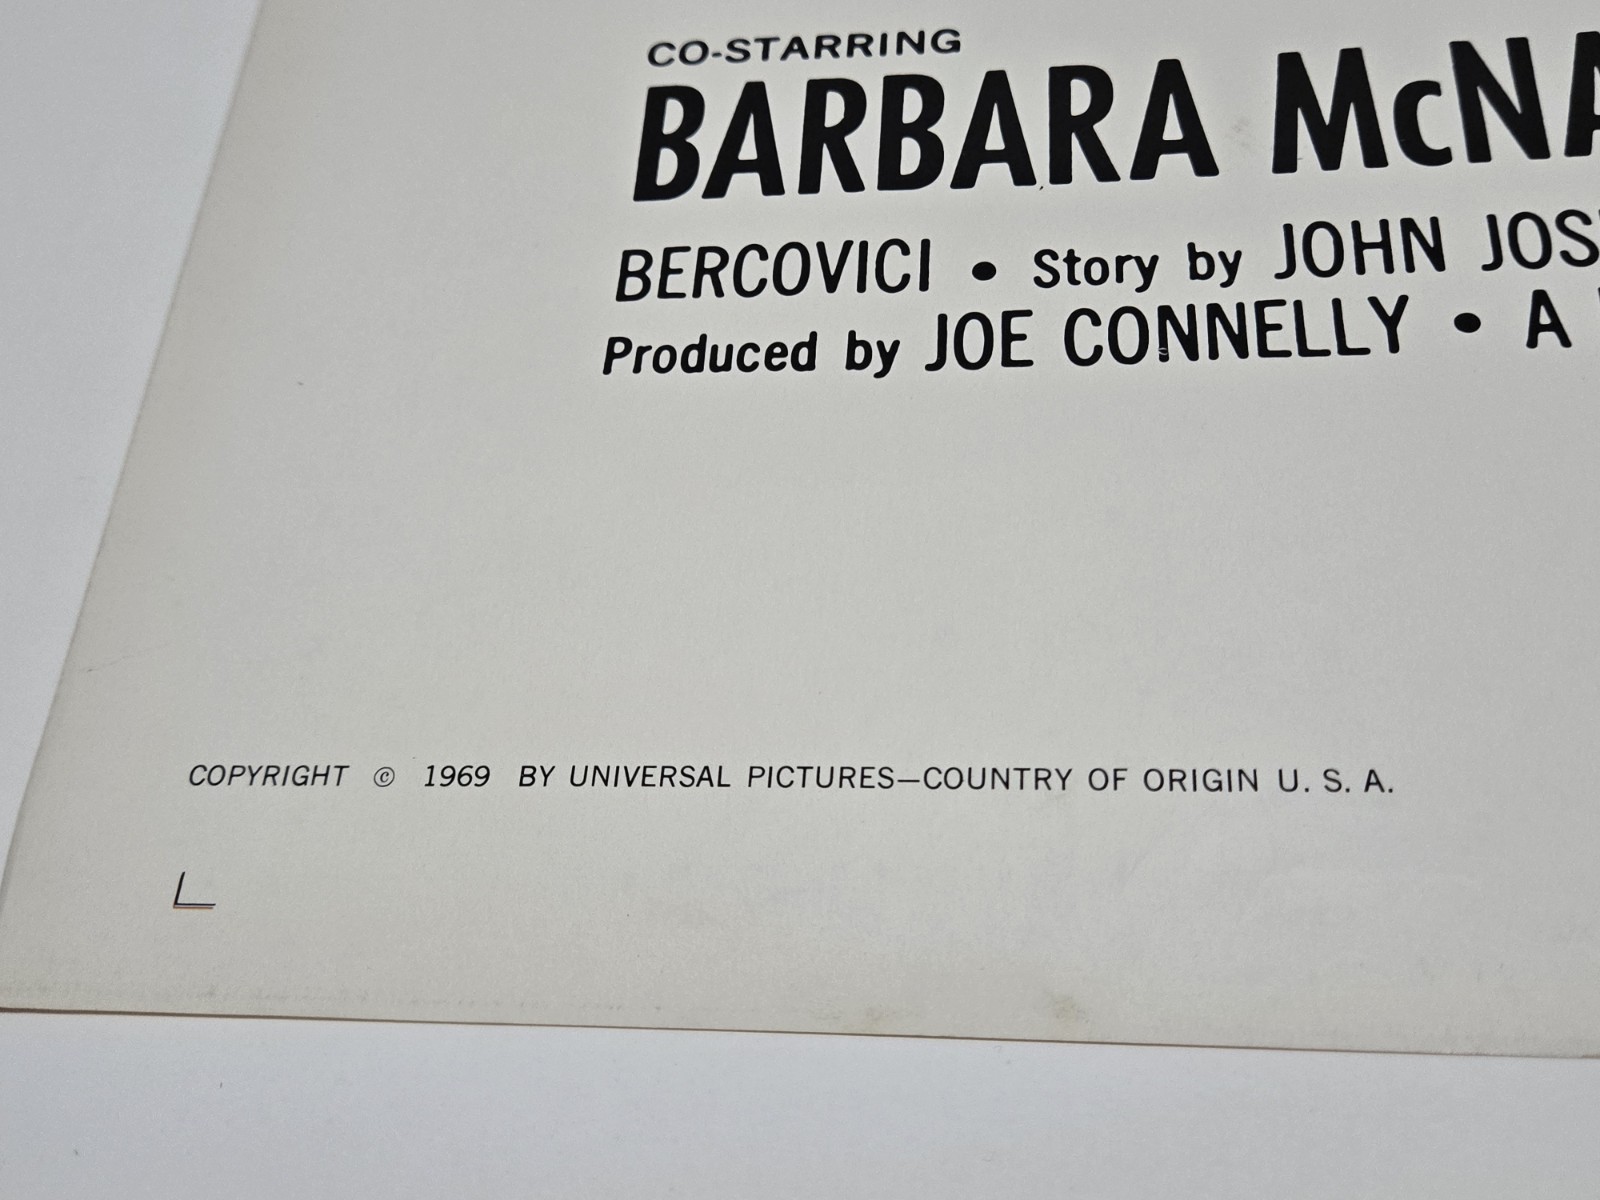 CO-STARRING
BARBARA McNA
BERCOVICI • Story by JOHN JOS
Produced by JOE CONNELLY • A
COPYRIGHT © 1969 BY UNIVERSAL PICTURES—COUNTRY OF ORIGIN U. S. A.